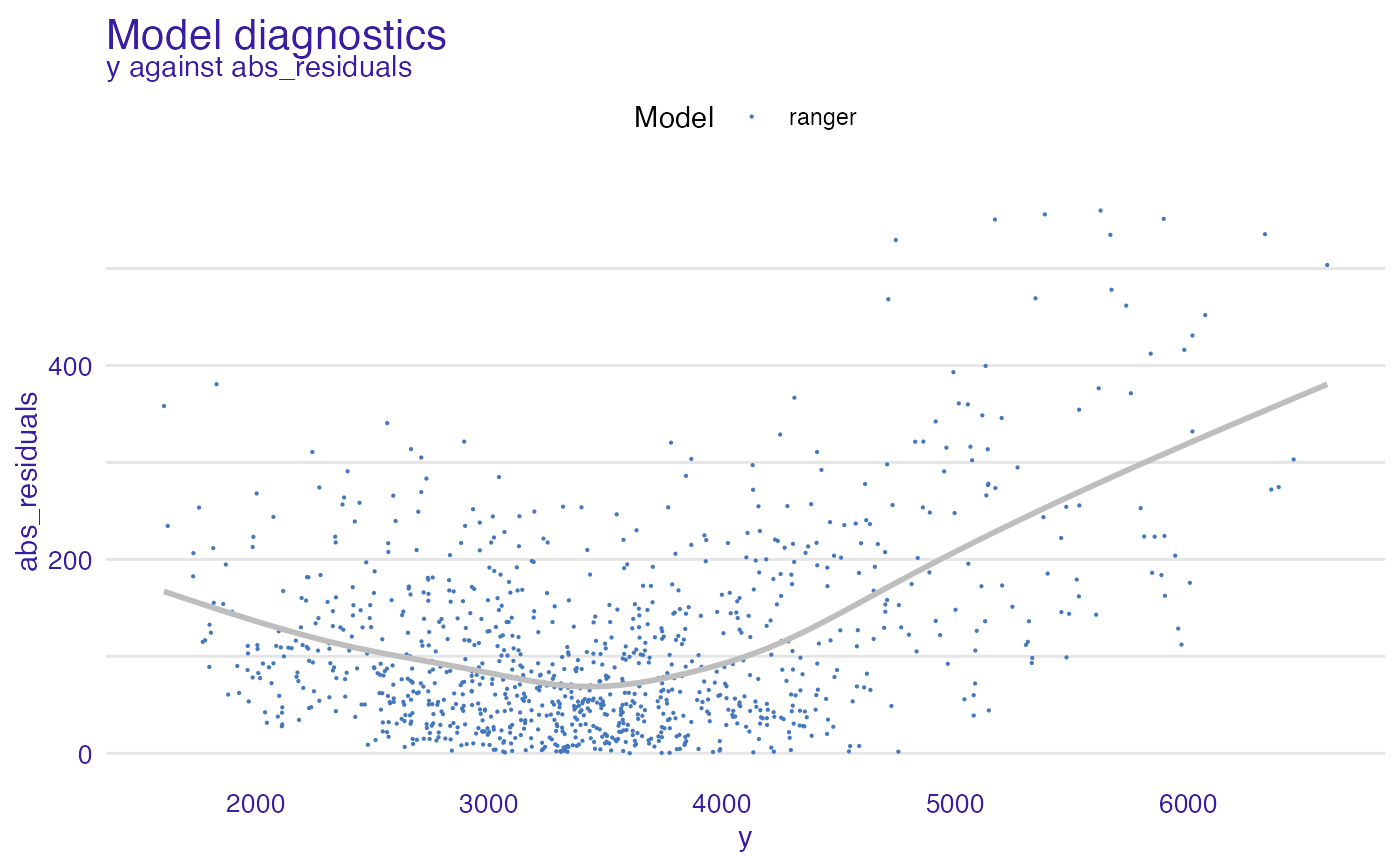 Model diagnostics
y against abs_residuals
Model ranger
abs_residuals
400
200
0
2000 3000 4000 5000 6000
y